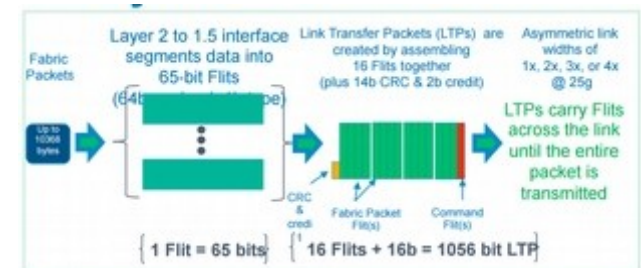 Fabric
Packets
Up to
bytes
Layer 2 to 1.5 interface
segments data into
65-bit Flits
(64b
Link Transfer Packets (LTPs) are
created by assembling
16 Flits together
(plus 14b CRC & 2b credit)
Asymmetric link
widths of
1x, 2x, 3x, or 4x
@ 25g
LTPs carry Flits
across the link
until the entire
packet is
transmitted
CRC
&
credi
Fabric Packet
Flit(s)
Command
Flit(s)
1 Flit = 65 bits
16 Flits + 16b = 1056 bit LTP